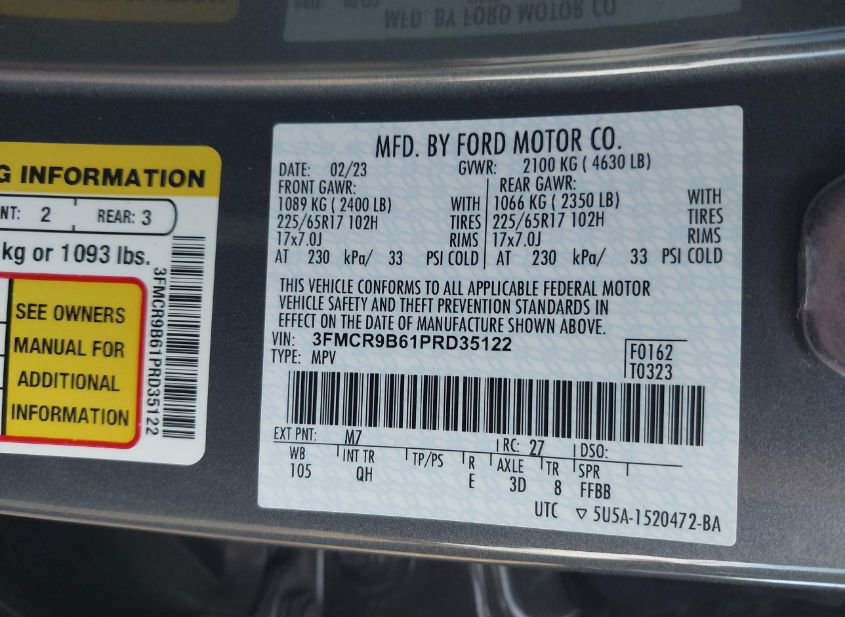 MFD. BY FORD MOTOR CO.
G INFORMATION
NT: 2 REAR: 3
kg or 1093 lbs.
SEE OWNERS
MANUAL FOR
ADDITIONAL
INFORMATION
3FMCR9B61PRD35122
MFD. BY FORD MOTOR CO.
DATE: 02/23 GVWR: 2100 KG ( 4630 LB)
FRONT GAWR: REAR GAWR:
1089 KG ( 2400 LB) WITH 1066 KG ( 2350 LB) WITH
225/65R17 102H TIRES 225/65R17 102H TIRES
17x7.0J RIMS 17x7.0J RIMS
AT 230 kPa/ 33 PSI COLD AT 230 kPa/ 33 PSI COLD
THIS VEHICLE CONFORMS TO ALL APPLICABLE FEDERAL MOTOR
VEHICLE SAFETY AND THEFT PREVENTION STANDARDS IN
EFFECT ON THE DATE OF MANUFACTURE SHOWN ABOVE.
VIN: 3FMCR9B61PRD35122
TYPE: MPV
F0162
T0323
EXT PNT: M7 RC: 27 DSO:
WB INT TR TP/PS R AXLE TR SPR
105 QH E 3D 8 FFBB
UTC ▽ 5U5A-1520472-BA